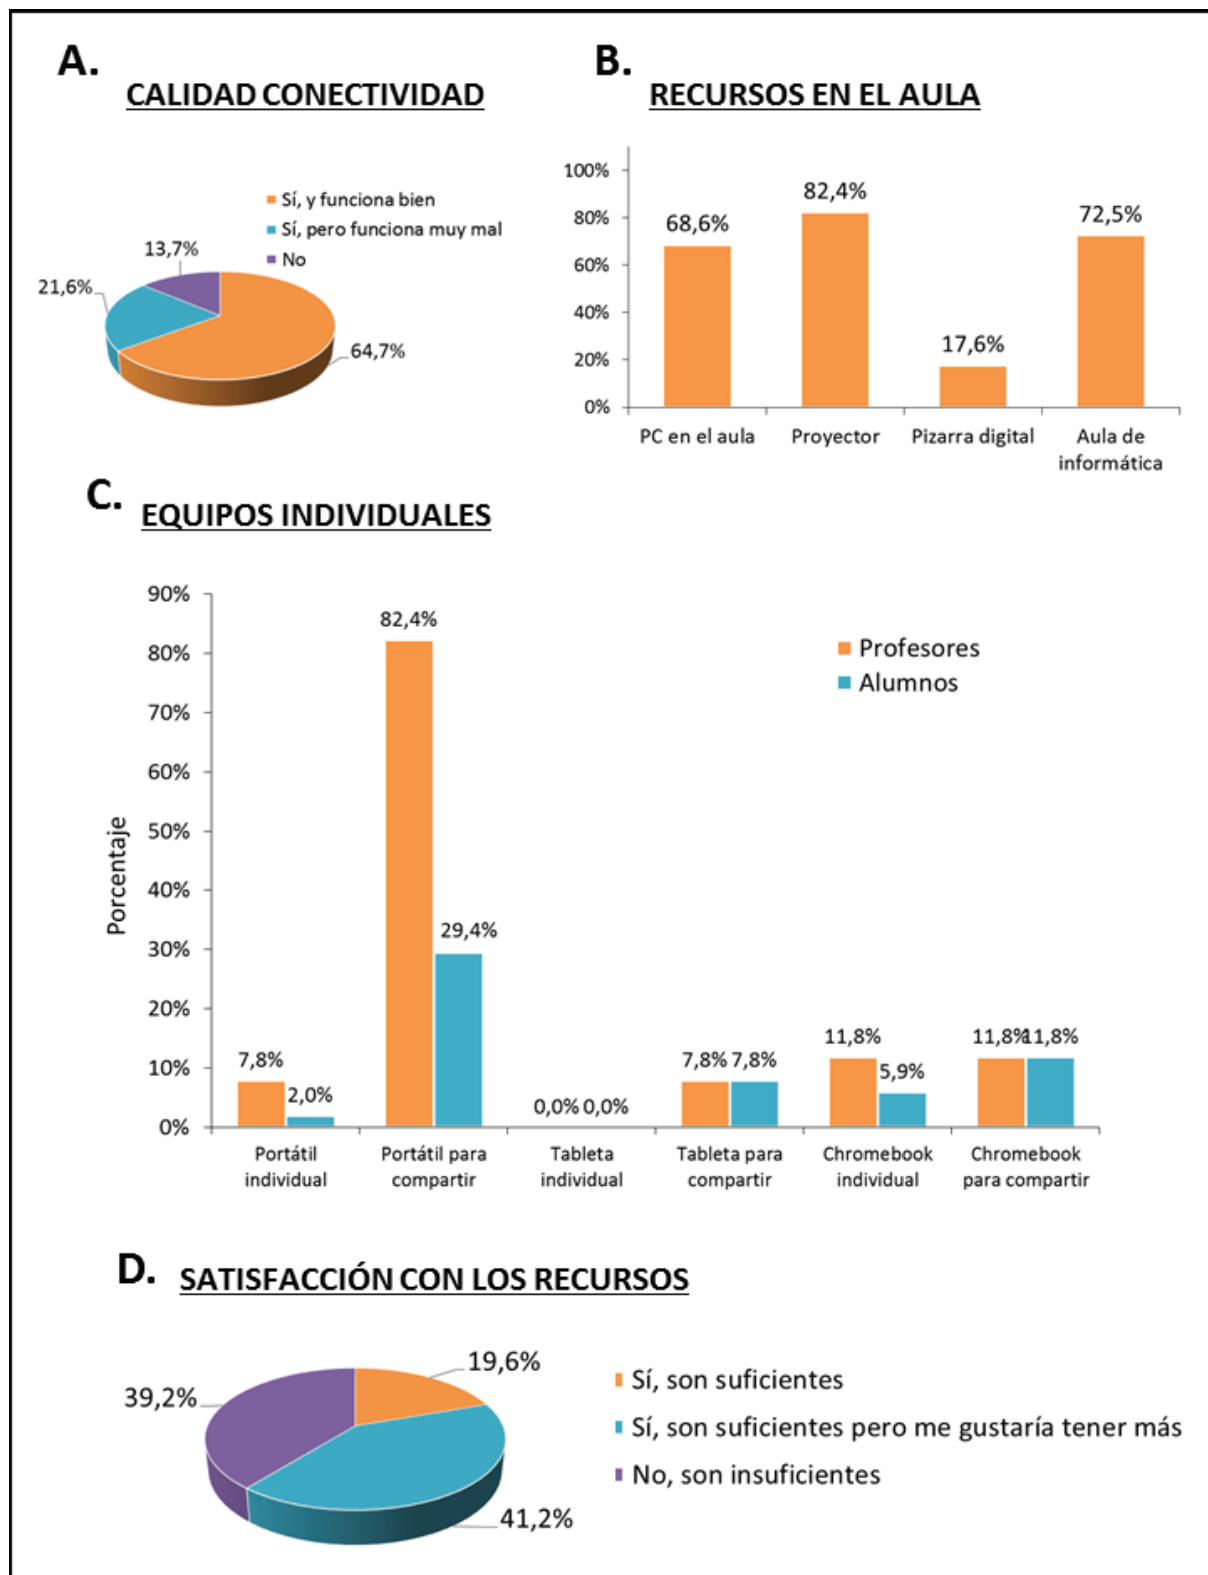 A.
CALIDAD CONECTIVIDAD
Sí, y funciona bien
Sí, pero funciona muy mal
No
13,7%
21,6%
64,7%
B.
RECURSOS EN EL AULA
100%
80%
60%
40%
20%
0%
68,6%
82,4%
17,6%
72,5%
PC en el aula
Proyector
Pizarra digital
Aula de
informática
C.
EQUIPOS INDIVIDUALES
Porcentaje
90%
80%
70%
60%
50%
40%
30%
20%
10%
0%
Profesores
Alumnos
7,8%
2,0%
82,4%
29,4%
0,0%
0,0%
7,8%
7,8%
11,8%
5,9%
11,8%
11,8%
Portátil
individual
Portátil para
compartir
Tableta
individual
Tableta para
compartir
Chromebook
individual
Chromebook
para compartir
D.
SATISFACCIÓN CON LOS RECURSOS
19,6%
39,2%
41,2%
Sí, son suficientes
Sí, son suficientes pero me gustaría tener más
No, son insuficientes